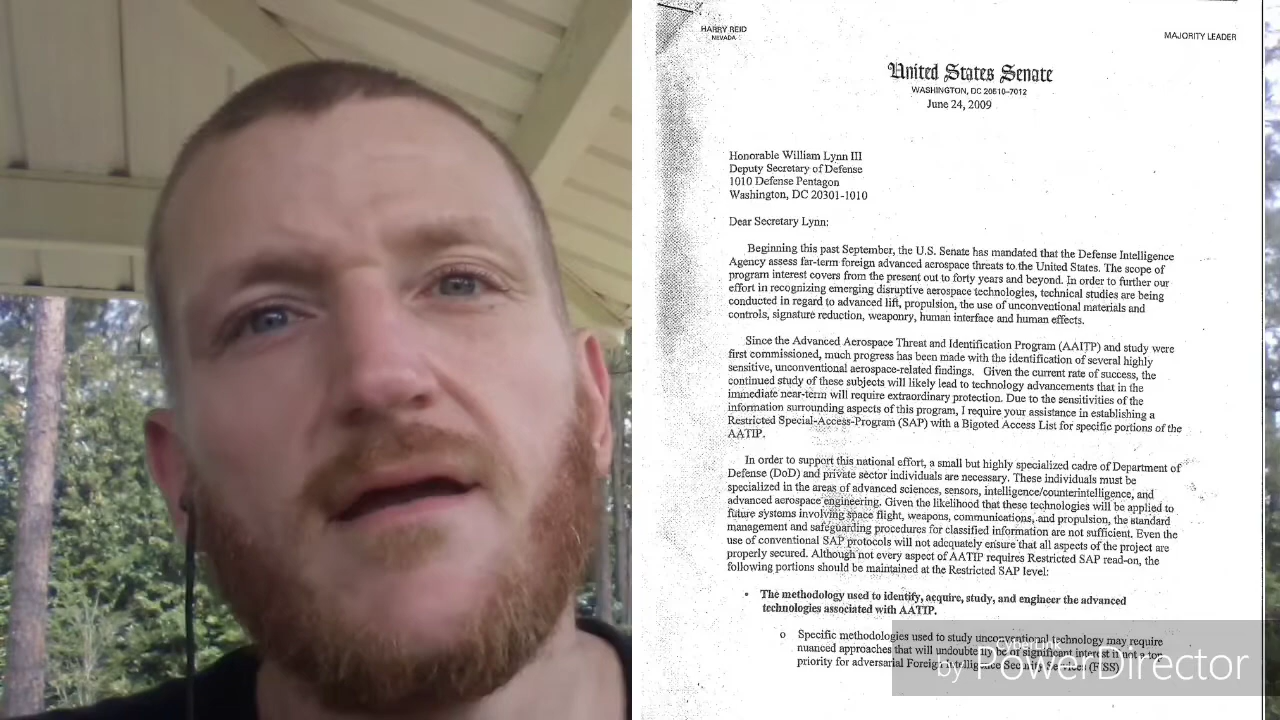 HARRY REID
NEVADA
MAJORITY LEADER
United States Senate
WASHINGTON, DC 20510–7012
June 24, 2009
Honorable William Lynn III
Deputy Secretary of Defense
1010 Defense Pentagon
Washington, DC 20301-1010
Dear Secretary Lynn:
Beginning this past September, the U.S. Senate has mandated that the Defense Intelligence
Agency assess far-term foreign advanced aerospace threats to the United States. The scope of
program interest covers from the present out to forty years and beyond. In order to further our
effort in recognizing emerging disruptive aerospace technologies, technical studies are being
conducted in regard to advanced lift, propulsion, the use of unconventional materials and
controls, signature reduction, weaponry, human interface and human effects.
Since the Advanced Aerospace Threat and Identification Program (AAITP) and study were
first commissioned, much progress has been made with the identification of several highly
sensitive, unconventional aerospace-related findings. Given the current rate of success, the
continued study of these subjects will likely lead to technology advancements that in the
immediate near-term will require extraordinary protection. Due to the sensitivities of the
information surrounding aspects of this program, I require your assistance in establishing a
Restricted Special-Access-Program (SAP) with a Bigoted Access List for specific portions of the
AATIP.
In order to support this national effort, a small but highly specialized cadre of Department of
Defense (DoD) and private sector individuals are necessary. These individuals must be
specialized in the areas of advanced sciences, sensors, intelligence/counterintelligence, and
advanced aerospace engineering. Given the likelihood that these technologies will be applied to
future systems involving space flight, weapons, communications, and propulsion, the standard
management and safeguarding procedures for classified information are not sufficient. Even the
use of conventional SAP protocols will not adequately ensure that all aspects of the project are
properly secured. Although not every aspect of AATIP requires Restricted SAP read-on, the
following portions should be maintained at the Restricted SAP level:
• The methodology used to identify, acquire, study, and engineer the advanced
technologies associated with AATIP.
o Specific methodologies used to study unconventional technology may require
nuanced approaches that will undoubtedly be of significant interest if not a top
priority for adversarial Foreign Intelligence Security Services (FISS)
CyberLink
by PowerDirector